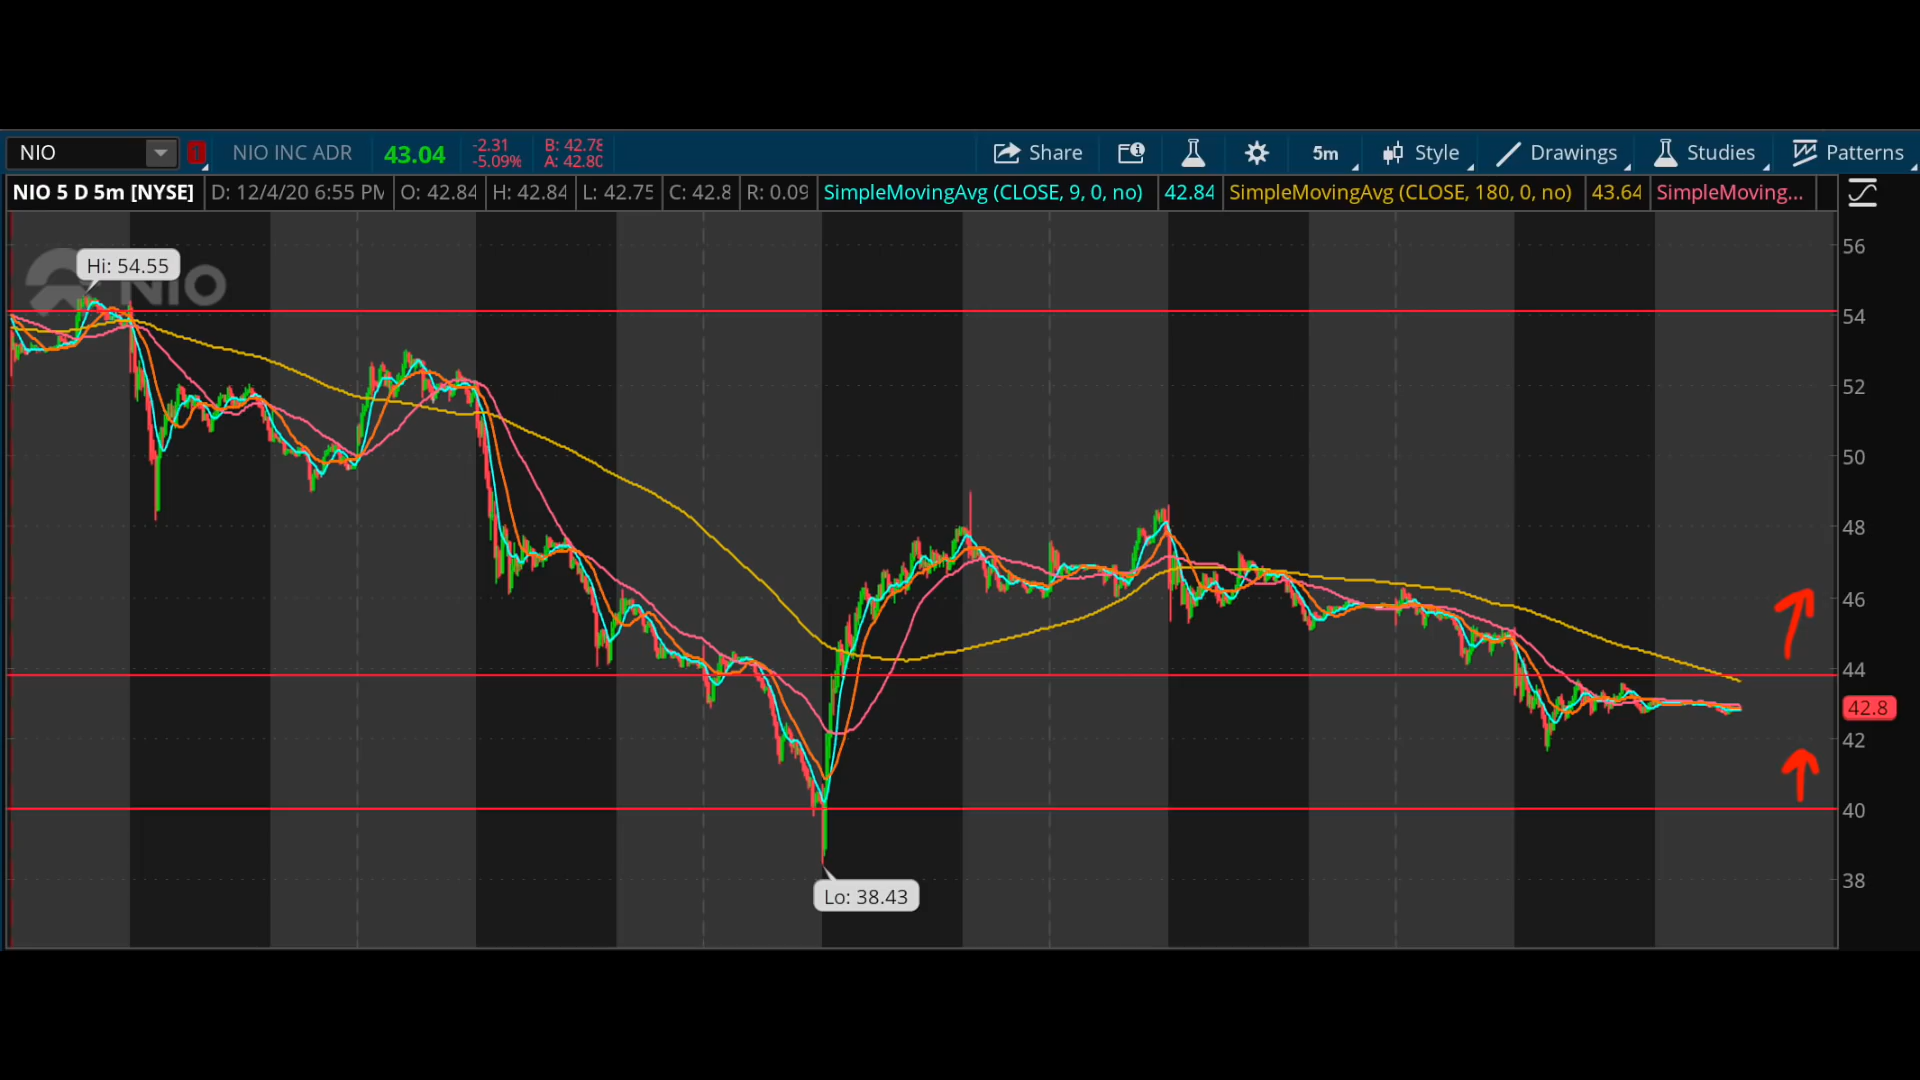 NIO 1 NIO INC ADR 43.04 -2.31 -5.09% B: 42.78 A: 42.80 Share 5m Style Drawings Studies Patterns
NIO 5 D 5m [NYSE] D: 12/4/20 6:55 PM O: 42.84 H: 42.84 L: 42.75 C: 42.8 R: 0.09 SimpleMovingAvg (CLOSE, 9, 0, no) 42.84 SimpleMovingAvg (CLOSE, 180, 0, no) 43.64 SimpleMoving...
56
Hi: 54.55
NIO
54
52
50
48
46
44
42.8
42
40
38
Lo: 38.43